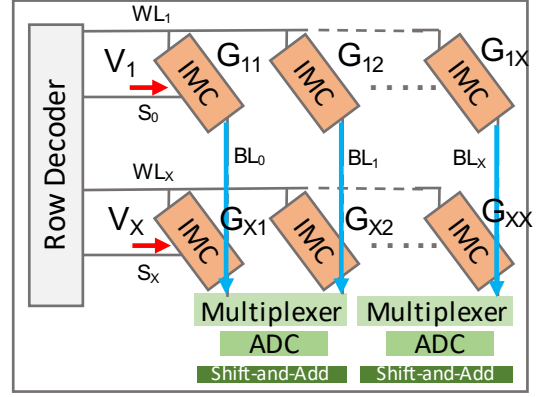 WL1
V1
IMC
G11
IMC
G12
IMC
G1X
S0
Row Decoder
BL0
BL1
BLX
WLX
VX
IMC
GX1
IMC
GX2
IMC
GXX
SX
Multiplexer
Multiplexer
ADC
ADC
Shift-and-Add
Shift-and-Add